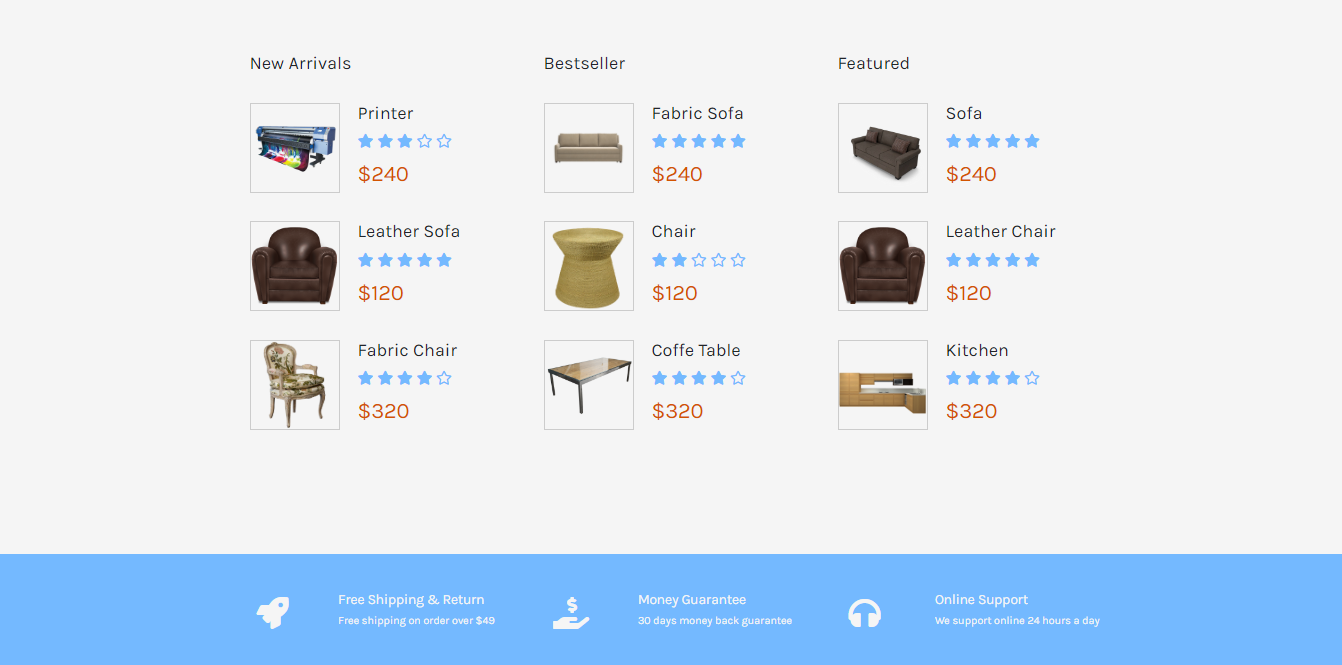 New Arrivals
Printer
$240
Leather Sofa
$120
Fabric Chair
$320
Bestseller
Fabric Sofa
$240
Chair
$120
Coffe Table
$320
Featured
Sofa
$240
Leather Chair
$120
Kitchen
$320
Free Shipping & Return
Free shipping on order over $49
Money Guarantee
30 days money back guarantee
Online Support
We support online 24 hours a day